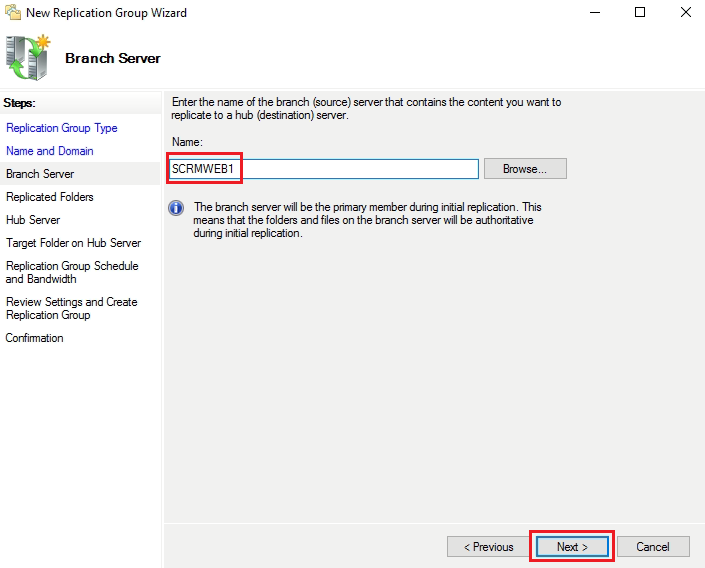 New Replication Group Wizard
Branch Server
Steps:
Replication Group Type
Name and Domain
Branch Server
Replicated Folders
Hub Server
Target Folder on Hub Server
Replication Group Schedule
and Bandwidth
Review Settings and Create
Replication Group
Confirmation
Enter the name of the branch (source) server that contains the content you want to
replicate to a hub (destination) server.
Name:
SCRMWEB1
Browse...
The branch server will be the primary member during initial replication. This
means that the folders and files on the branch server will be authoritative
during initial replication.
< Previous
Next >
Cancel